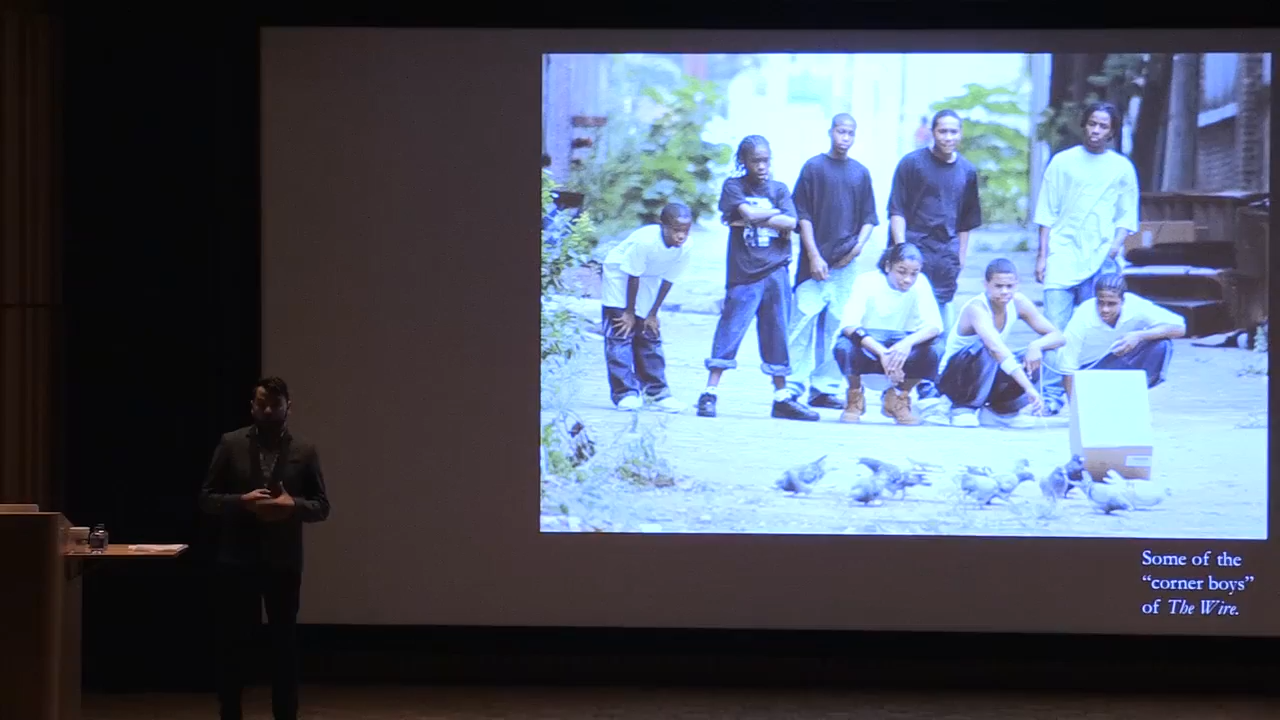 Some of the
“corner boys”
of The Wire.